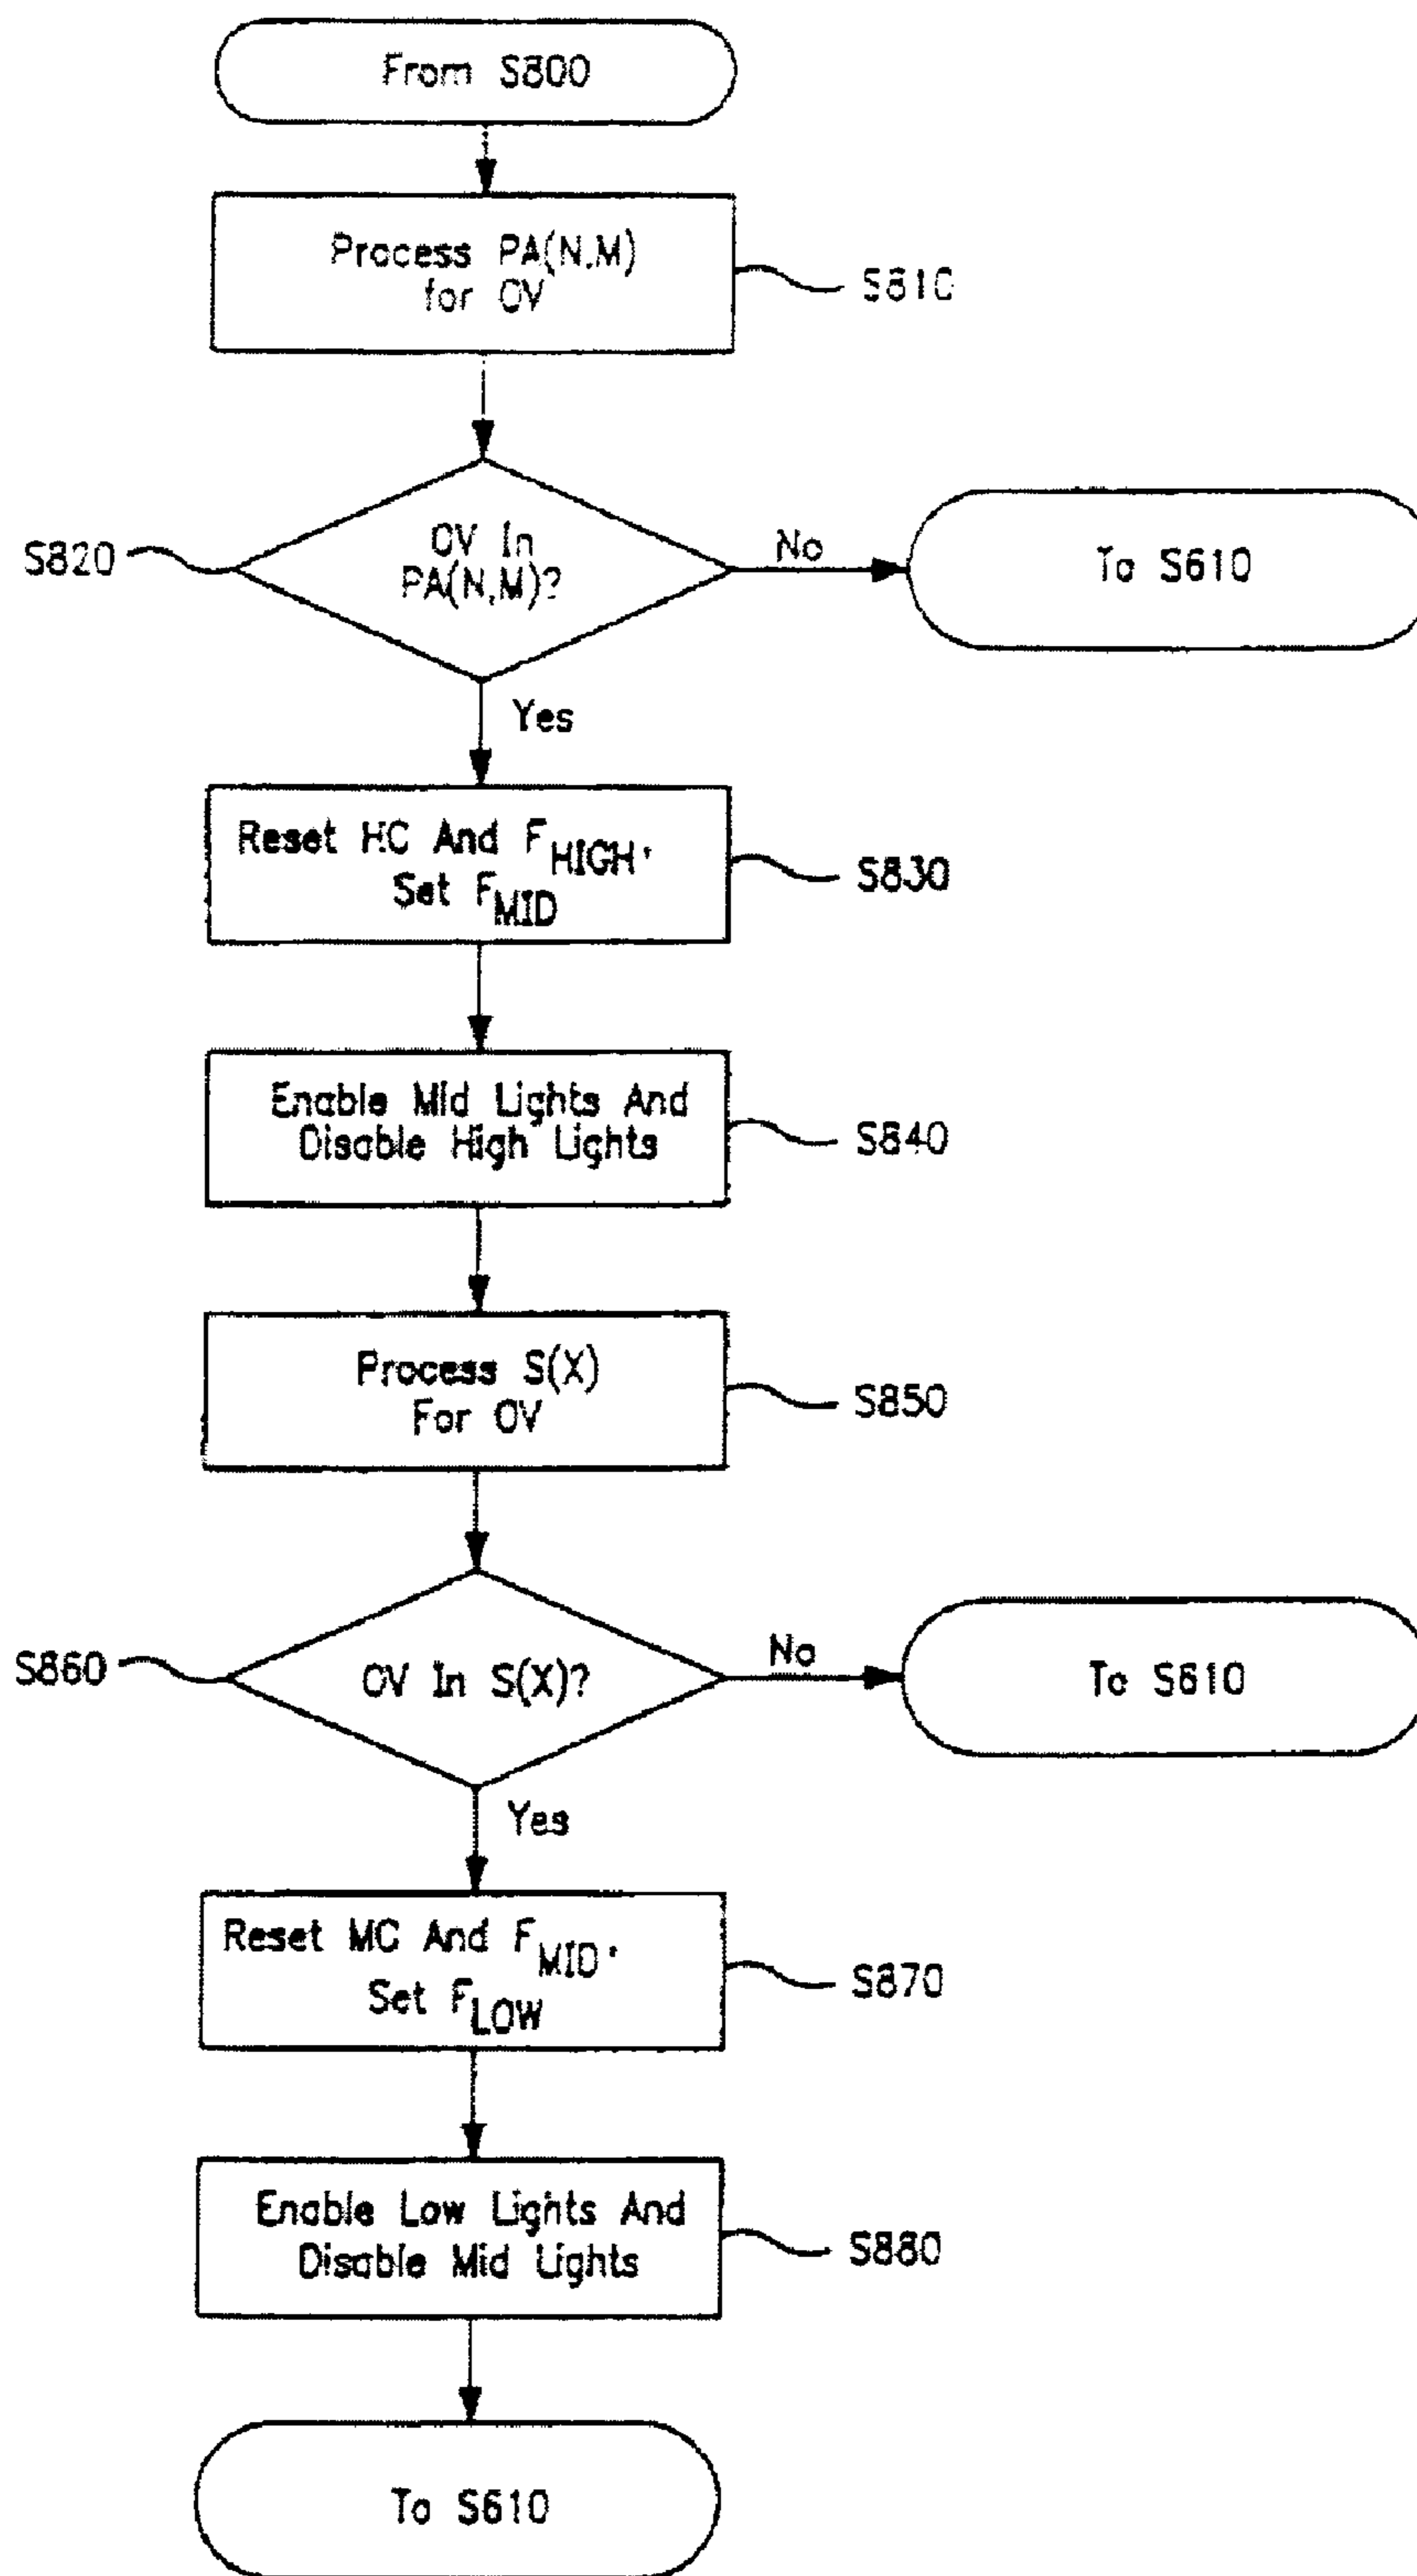 From S800
Process PA(N,M)
for OV
S810
OV In
PA(N,M)?
S820
No
To S610
Yes
Reset HC And F HIGH,
Set F MID
S830
Enable Mid Lights And
Disable High Lights
S840
Process S(X)
For OV
S850
OV In S(X)?
S860
No
To S610
Yes
Reset MC And F MID,
Set F LOW
S870
Enable Low Lights And
Disable Mid Lights
S880
To S610